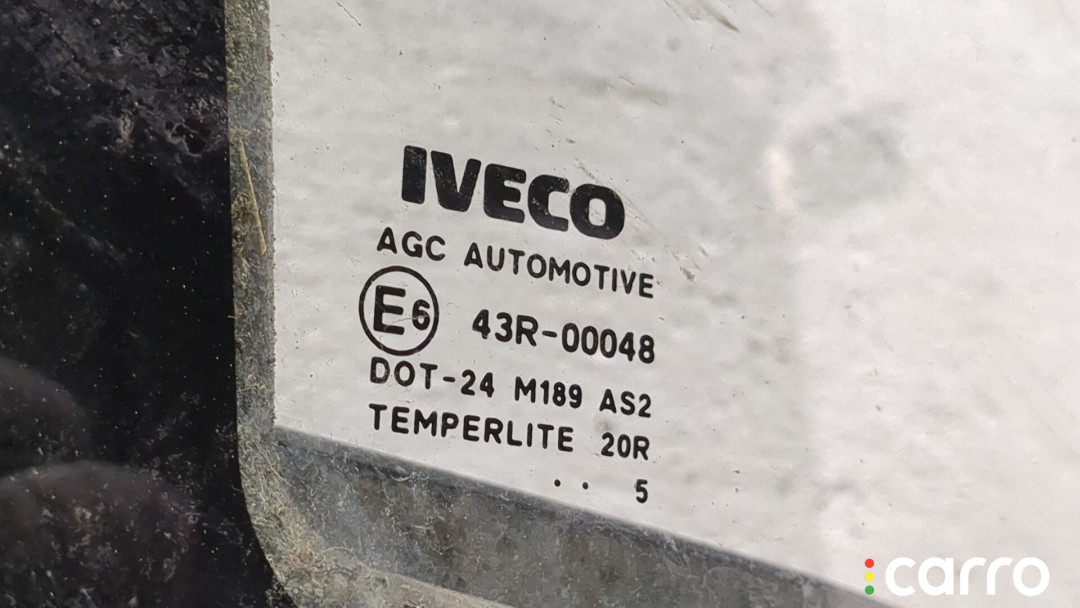 IVECO
AGC AUTOMOTIVE
E6 43R-00048
DOT-24 M189 AS2
TEMPERLITE 20R
. . 5
carro